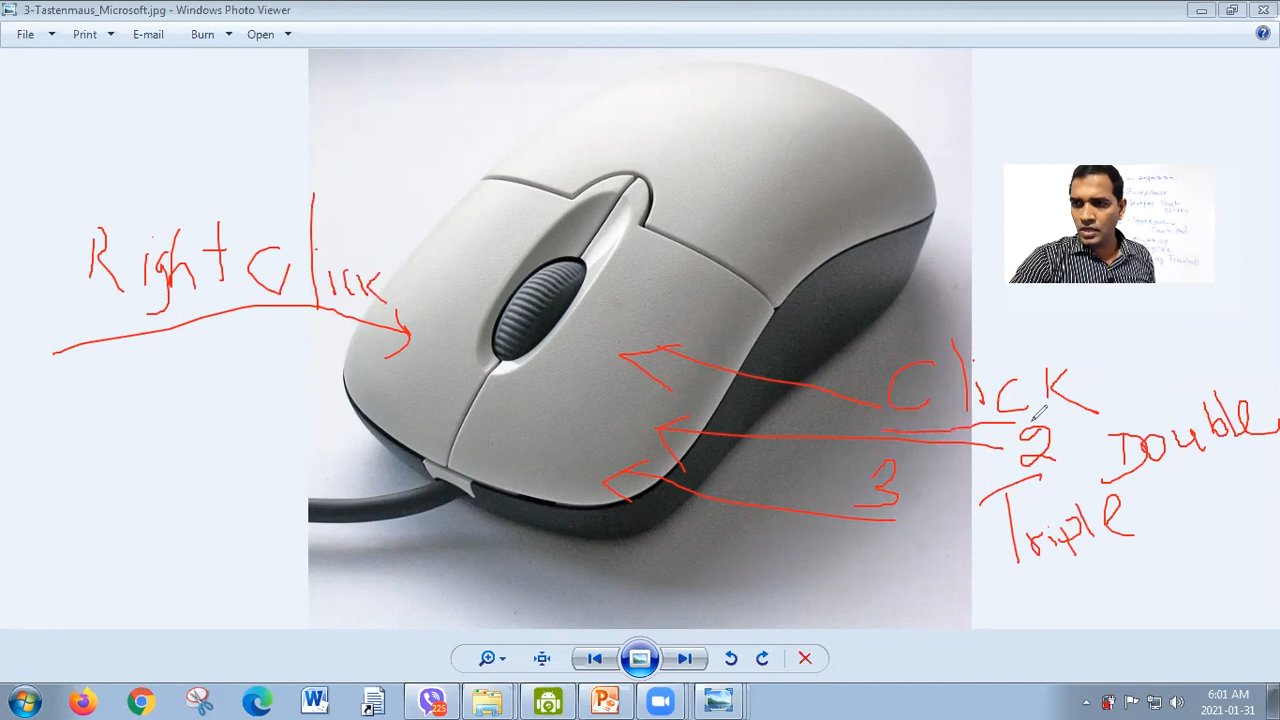 3-Tastenmaus_Microsoft.jpg - Windows Photo Viewer
File Print E-mail Burn Open
Right Click
Click
2 Double
3 Triple
225
6:01 AM
2021-01-31